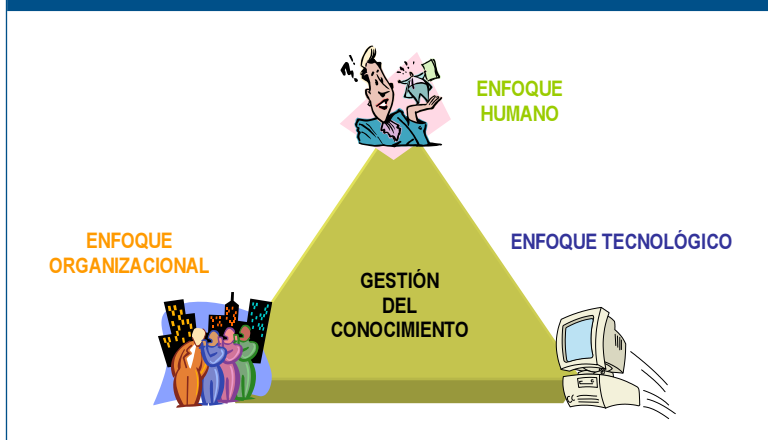 ENFOQUE
HUMANO
ENFOQUE
ORGANIZACIONAL
ENFOQUE TECNOLÓGICO
GESTIÓN
DEL
CONOCIMIENTO